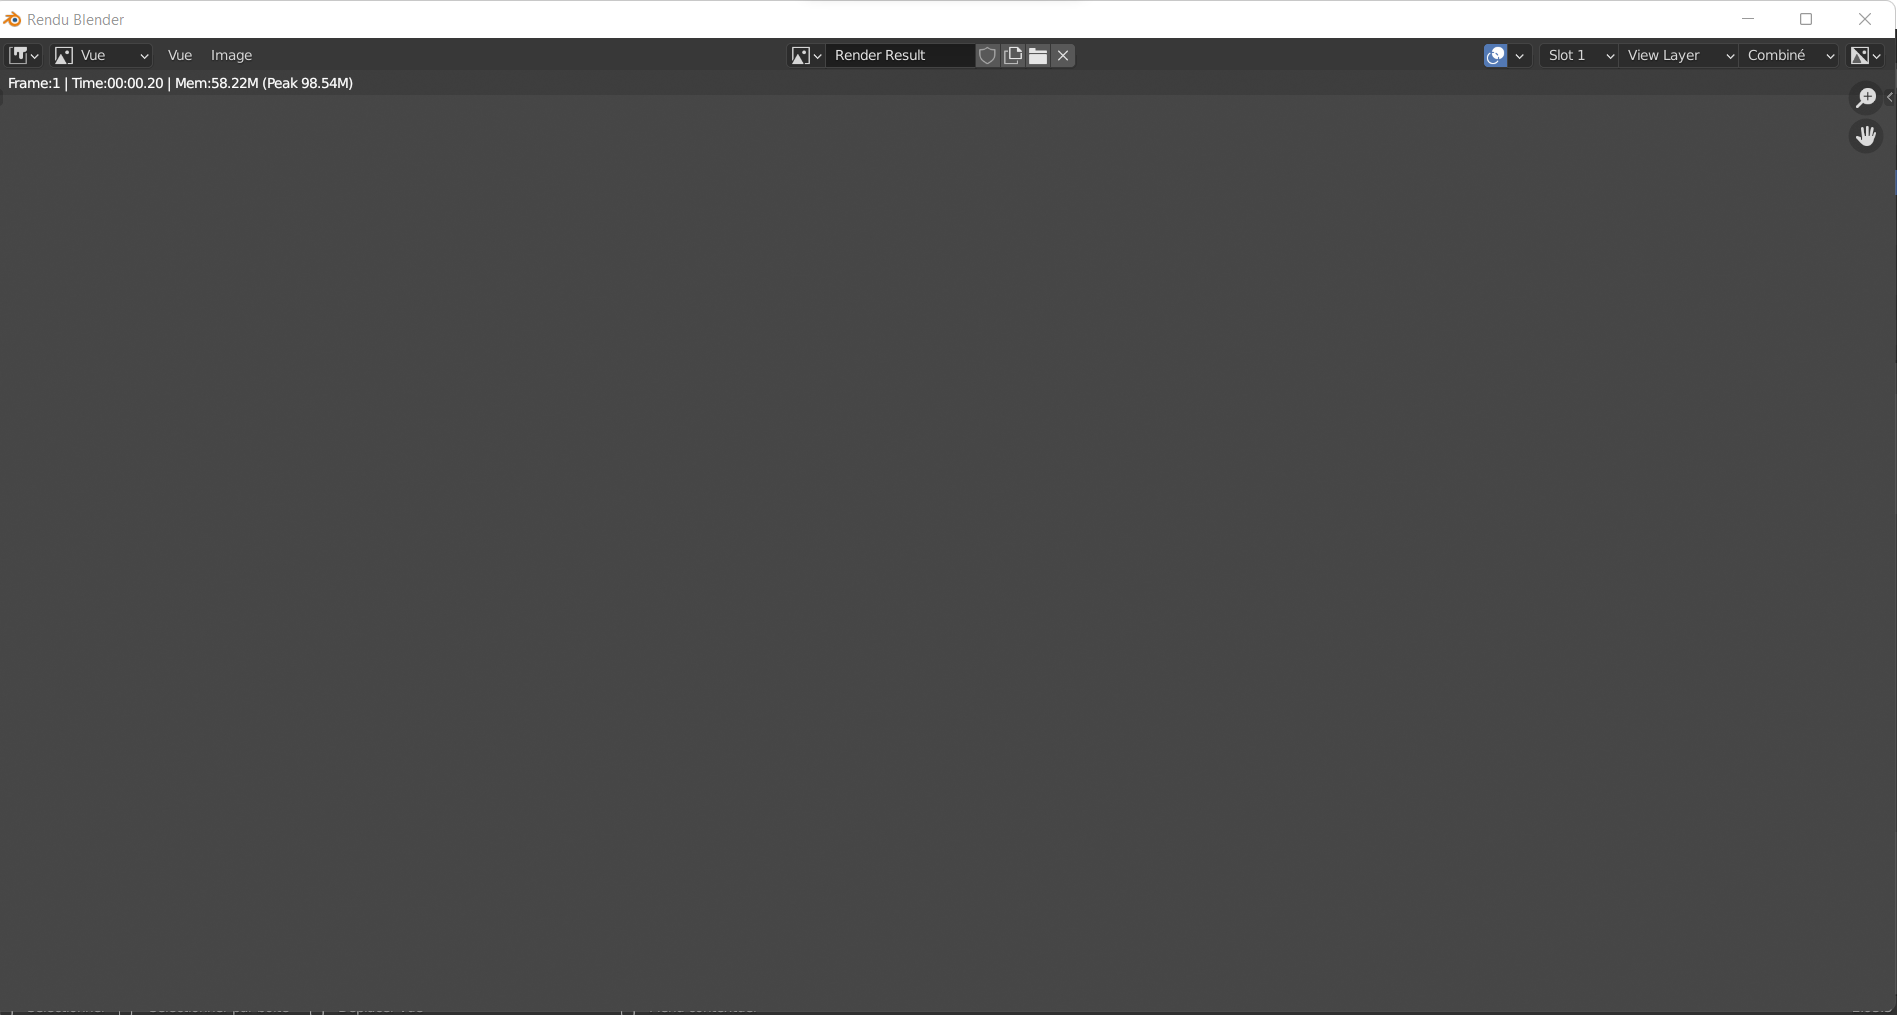 Rendu Blender
Vue Vue Image Render Result Slot 1 View Layer Combiné
Frame:1 | Time:00:00.20 | Mem:58.22M (Peak 98.54M)